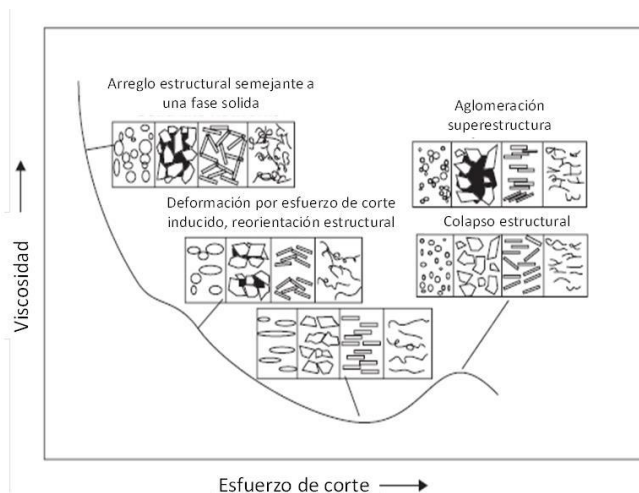 Arreglo estructural semejante a
una fase solida
Aglomeración
superestructura
Deformación por esfuerzo de corte
inducido, reorientación estructural
Colapso estructural
Viscosidad
Esfuerzo de corte